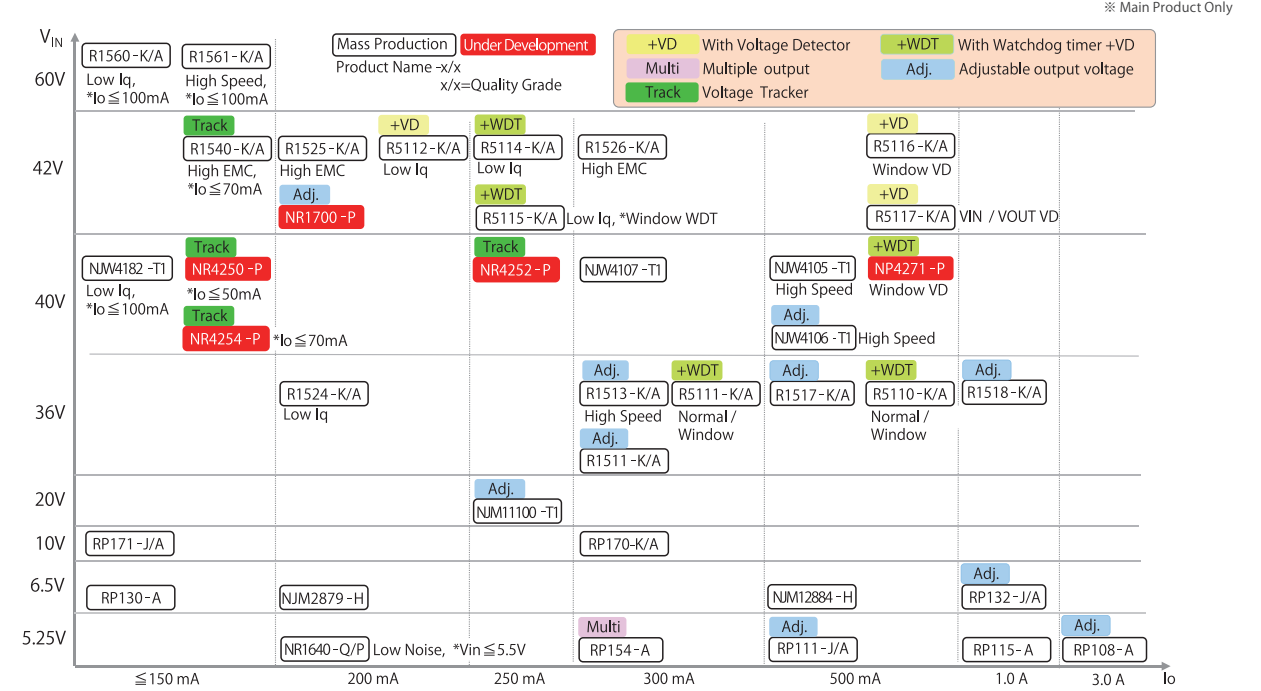 ※ Main Product Only
VIN
Mass Production Under Development
Product Name -x/x
x/x=Quality Grade
+VD With Voltage Detector
+WDT With Watchdog timer +VD
Multi Multiple output
Adj. Adjustable output voltage
Track Voltage Tracker
60V
R1560-K/A
Low Iq,
*Io≦100mA
R1561-K/A
High Speed,
*Io≦100mA
42V
Track
R1540-K/A
High EMC,
*Io≦70mA
R1525-K/A
High EMC
Adj.
NR1700-P
+VD
R5112-K/A
Low Iq
+WDT
R5114-K/A
Low Iq
+WDT
R5115-K/A Low Iq, *Window WDT
R1526-K/A
High EMC
+VD
R5116-K/A
Window VD
+VD
R5117-K/A VIN / VOUT VD
40V
NJW4182-T1
Low Iq,
*Io≦100mA
Track
NR4250-P
*Io≦50mA
Track
NR4254-P *Io≦70mA
Track
NR4252-P
NJW4107-T1
NJW4105-T1
High Speed
Adj.
NJW4106-T1 High Speed
+WDT
NP4271-P
Window VD
36V
R1524-K/A
Low Iq
Adj.
R1513-K/A
High Speed
Adj.
R1511-K/A
+WDT
R5111-K/A
Normal /
Window
Adj.
R1517-K/A
+WDT
R5110-K/A
Normal /
Window
Adj.
R1518-K/A
20V
Adj.
NJM11100-T1
10V
RP171-J/A
RP170-K/A
6.5V
RP130-A
NJM2879-H
NJM12884-H
Adj.
RP132-J/A
5.25V
NR1640-Q/P Low Noise, *Vin≦5.5V
Multi
RP154-A
Adj.
RP111-J/A
RP115-A
Adj.
RP108-A
≦150 mA 200 mA 250 mA 300 mA 500 mA 1.0 A 3.0 A Io